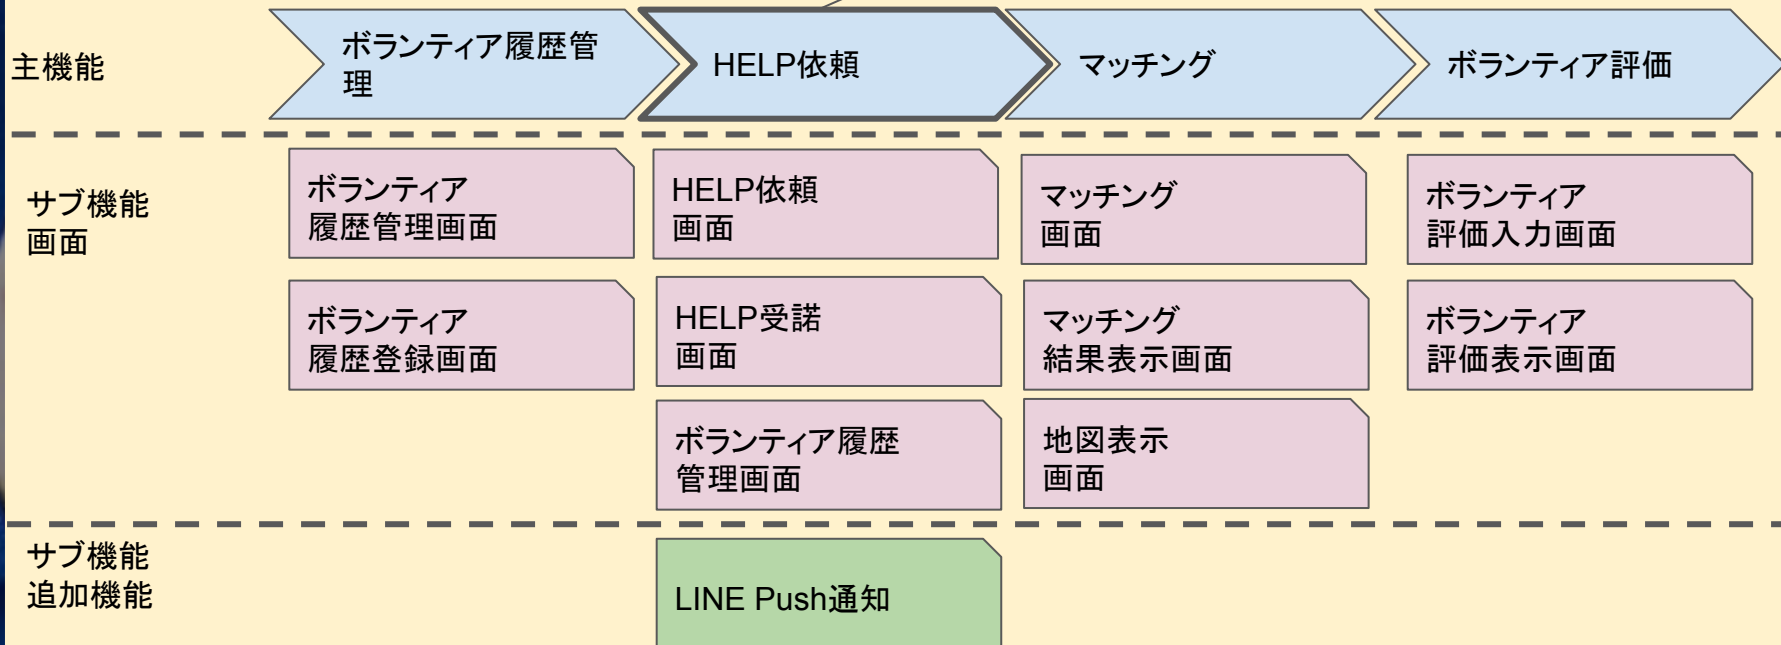 主機能
ボランティア履歴管
理
HELP依頼
マッチング
ボランティア評価
サブ機能
画面
ボランティア
履歴管理画面
HELP依頼
画面
マッチング
画面
ボランティア
評価入力画面
ボランティア
履歴登録画面
HELP受諾
画面
マッチング
結果表示画面
ボランティア
評価表示画面
ボランティア履歴
管理画面
地図表示
画面
サブ機能
追加機能
LINE Push通知